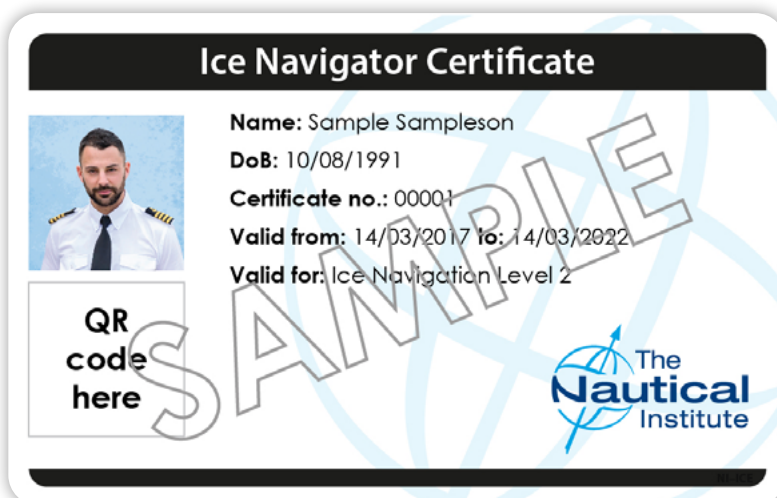 Ice Navigator Certificate
Name: Sample Sampleson
DoB: 10/08/1991
Certificate no.: 00001
Valid from: 14/03/2017 to: 14/03/2022
Valid for: Ice Navigation Level 2
QR
code
here
SAMPLE
The
Nautical
Institute